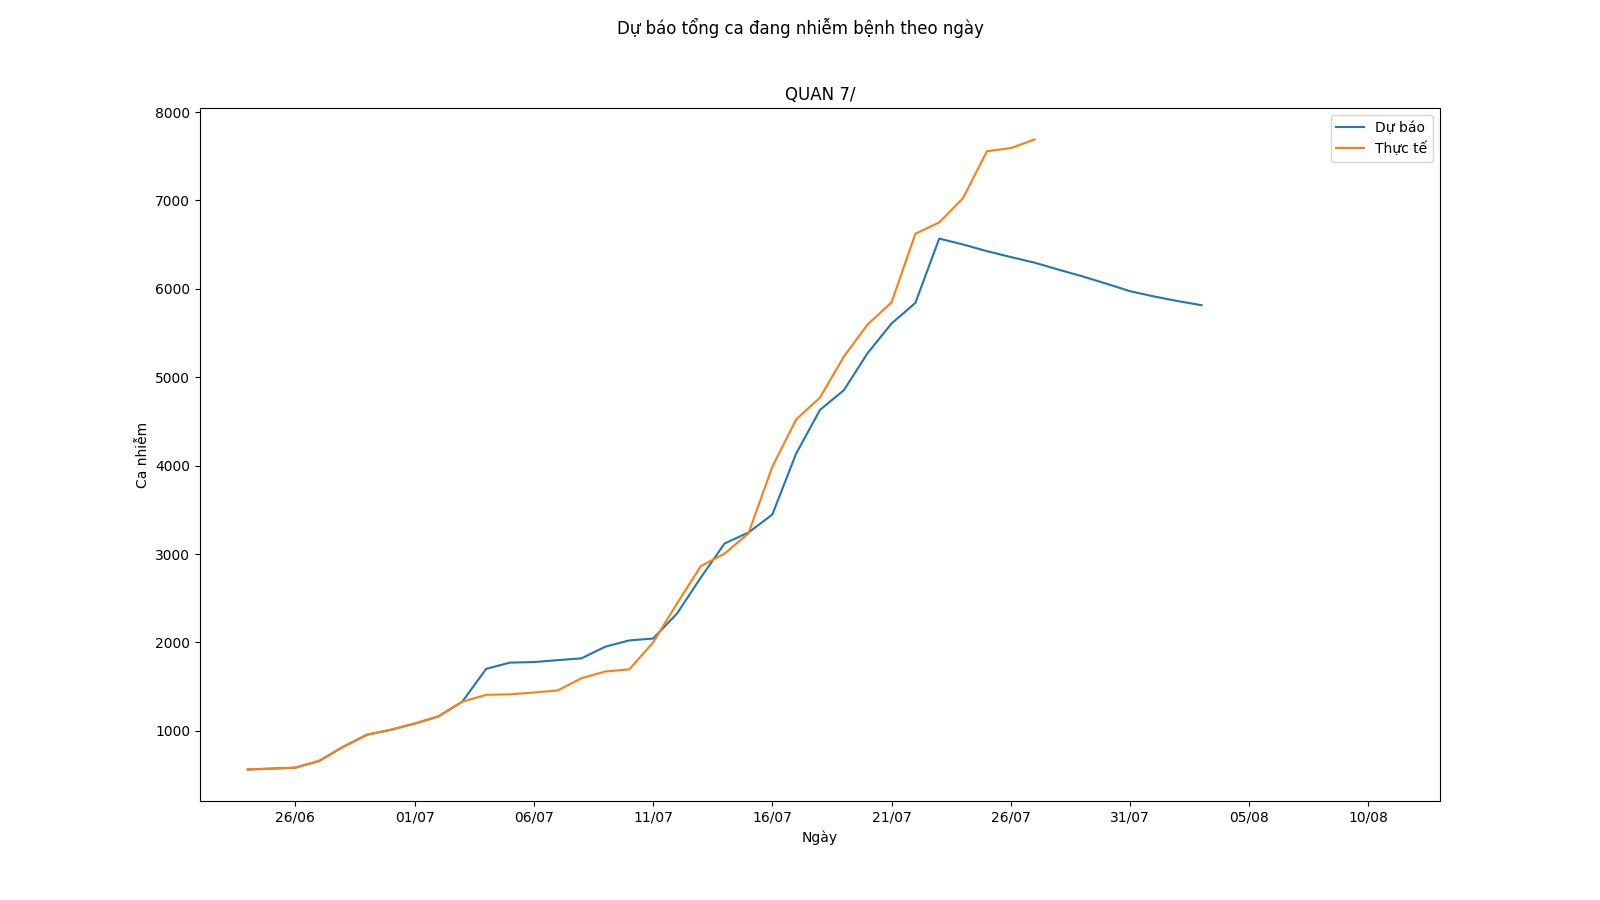 Dự báo tổng ca đang nhiễm bệnh theo ngày
QUAN 7/
Dự báo
Thực tế
8000
7000
6000
5000
4000
3000
2000
1000
Ca nhiễm
26/06 01/07 06/07 11/07 16/07 21/07 26/07 31/07 05/08 10/08
Ngày